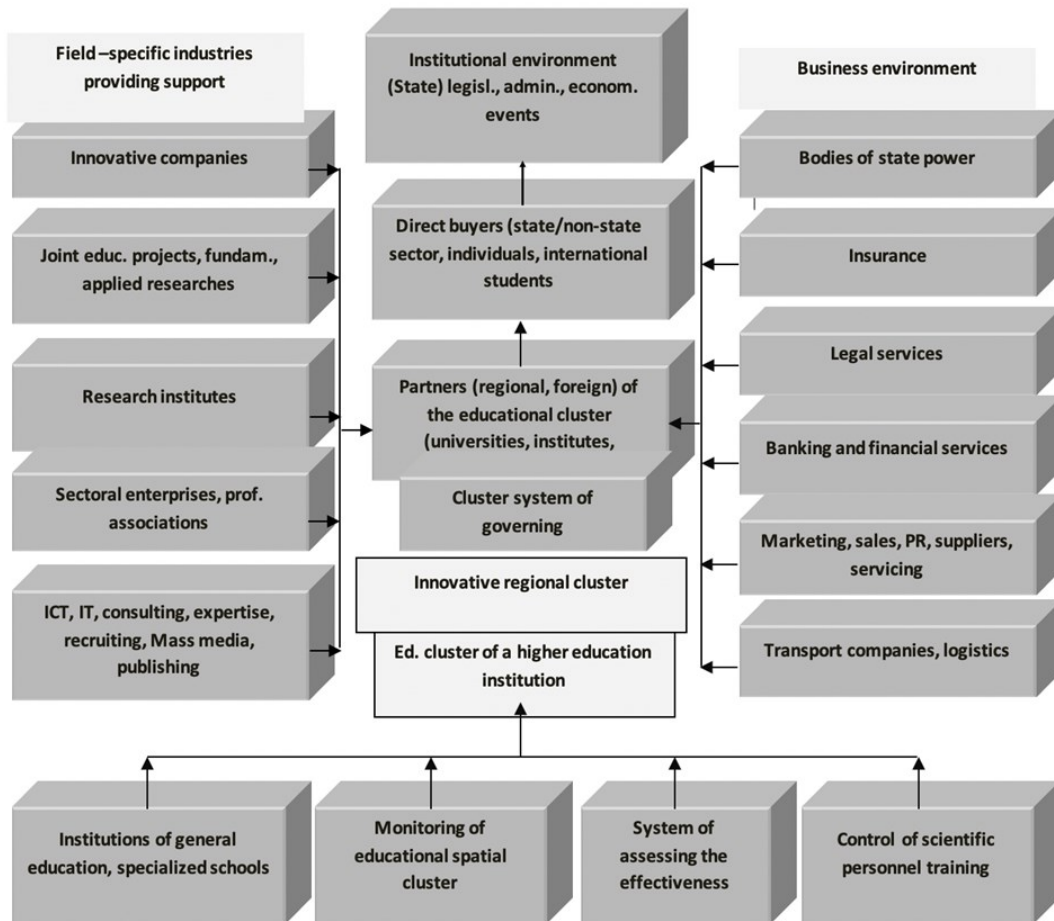 Field –specific industries
providing support
Innovative companies
Joint educ. projects, fundam.,
applied researches
Research institutes
Sectoral enterprises, prof.
associations
ICT, IT, consulting, expertise,
recruiting, Mass media,
publishing
Institutional environment
(State) legisl., admin., econom.
events
Direct buyers (state/non-state
sector, individuals, international
students
Partners (regional, foreign) of
the educational cluster
(universities, institutes,
Cluster system of
governing
Innovative regional cluster
Ed. cluster of a higher education
institution
Business environment
Bodies of state power
Insurance
Legal services
Banking and financial services
Marketing, sales, PR, suppliers,
servicing
Transport companies, logistics
Institutions of general
education, specialized schools
Monitoring of
educational spatial
cluster
System of
assessing the
effectiveness
Control of scientific
personnel training